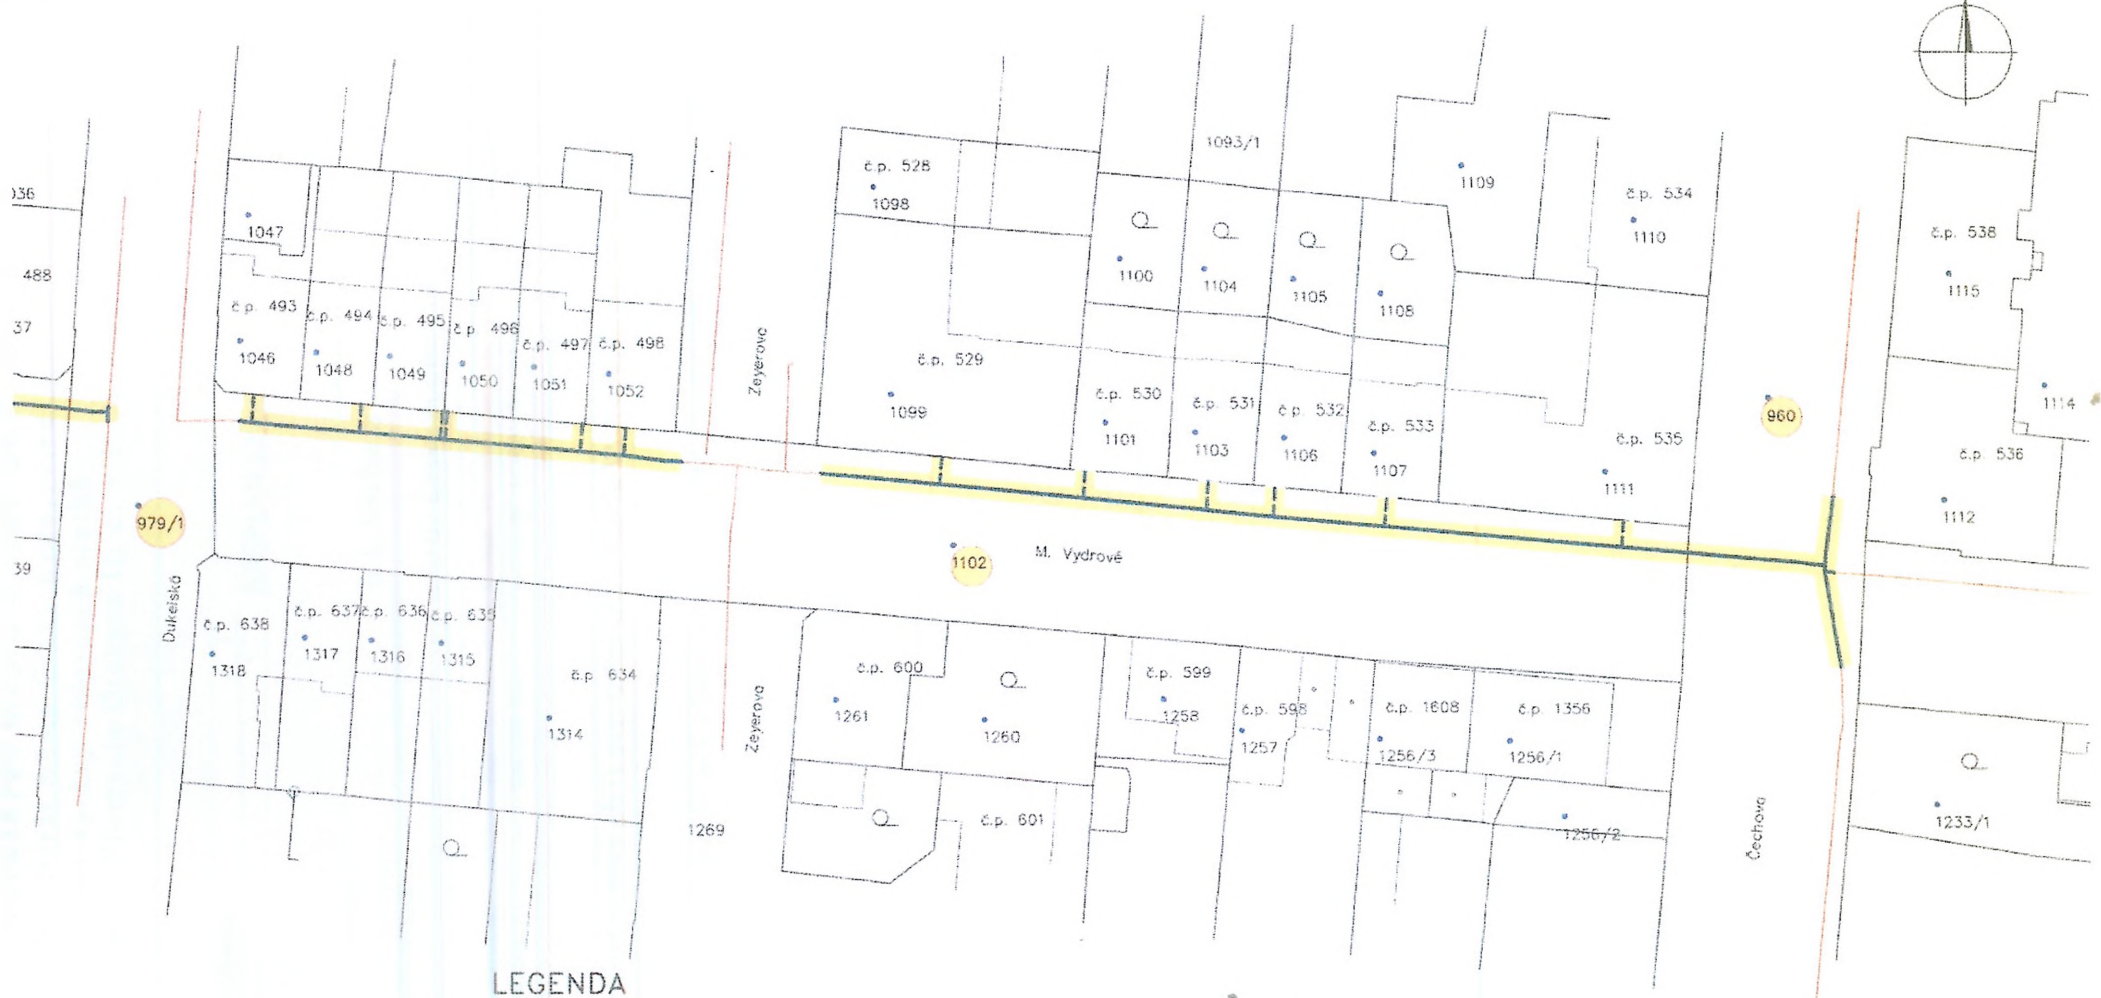 1093/1
č.p. 528
1098
1109
č.p. 534
1110
036
1047
č.p. 538
1115
488
1100
1104
1105
1108
č.p. 493
č.p. 494
č.p. 495
č.p. 496
č.p. 497
č.p. 498
37
1046
1048
1049
1050
1051
1052
Zeyerova
č.p. 529
1099
č.p. 530
1101
č.p. 531
1103
č.p. 532
1106
č.p. 533
1107
č.p. 535
1111
960
1114
č.p. 536
1112
979/1
1102
M. Vydrové
39
Dukelská
č.p. 638
1318
č.p. 637
1317
č.p. 636
1316
č.p. 635
1315
č.p. 634
1314
Zeyerova
č.p. 600
1261
1260
č.p. 599
1258
č.p. 598
1257
č.p. 1608
1256/3
č.p. 1356
1256/1
1269
č.p. 601
1256/2
Čechova
1233/1
LEGENDA